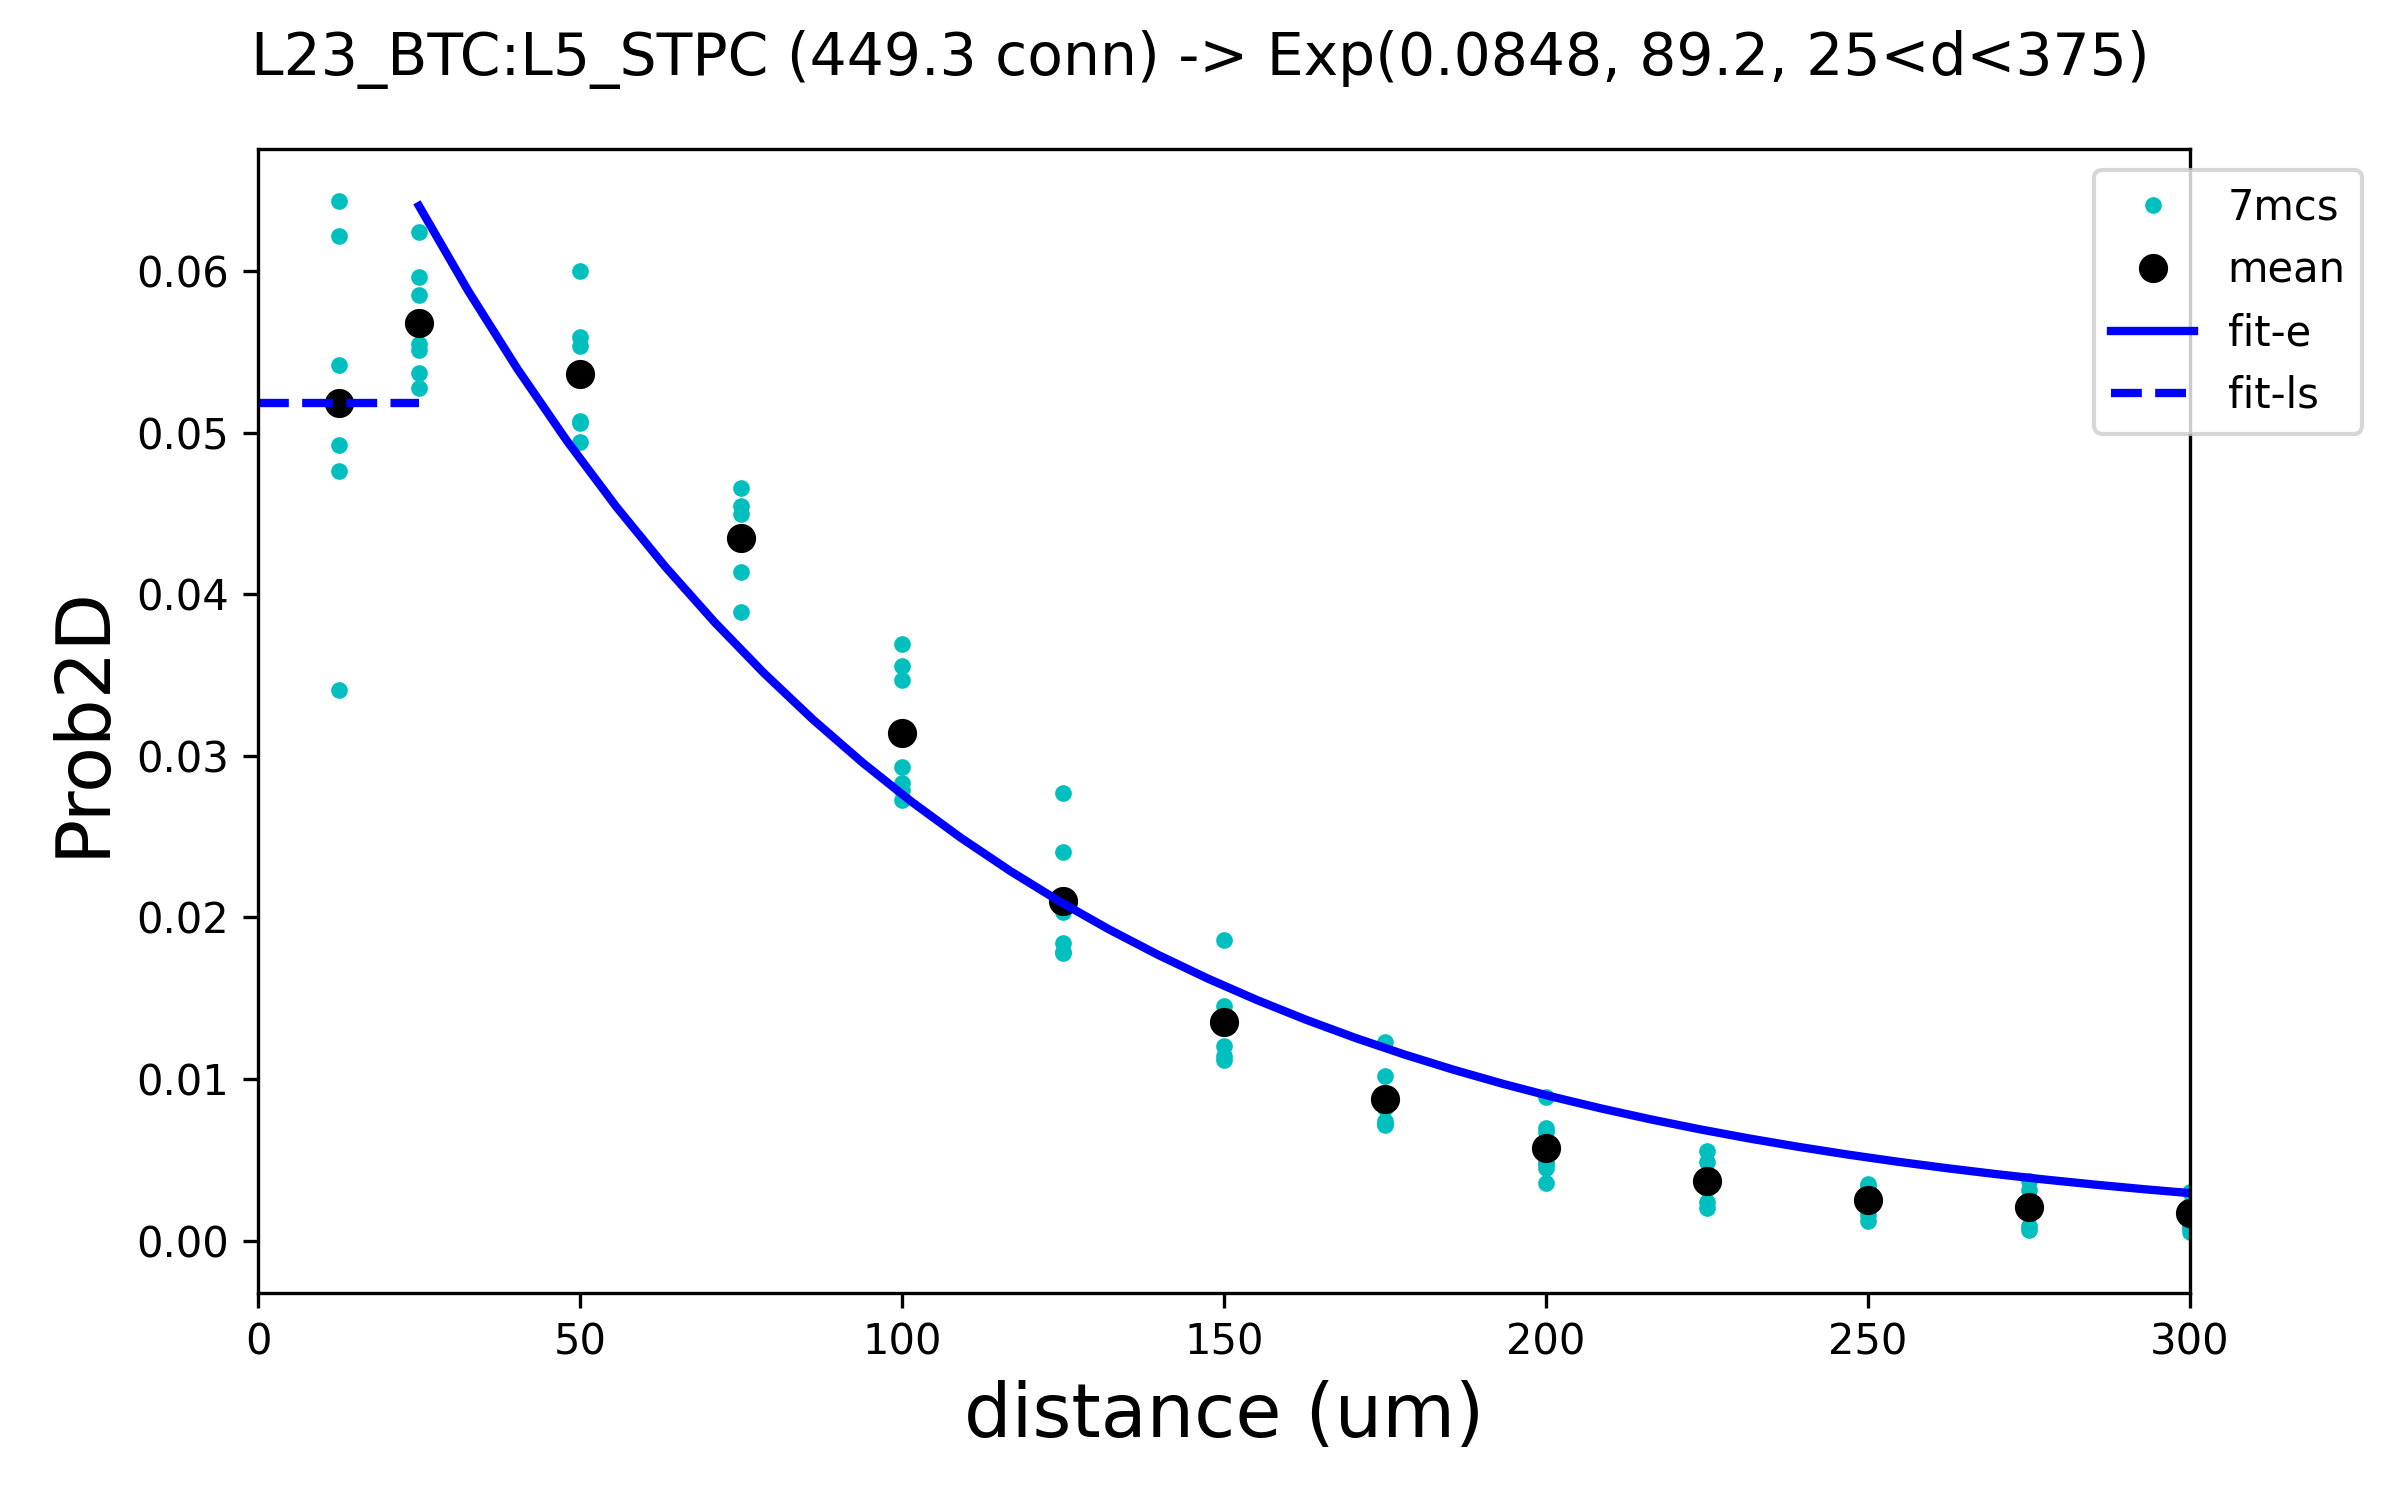 L23_BTC:L5_STPC (449.3 conn) -> Exp(0.0848, 89.2, 25<d<375)
7mcs
mean
fit-e
fit-ls
0.06
0.05
0.04
0.03
0.02
0.01
0.00
Prob2D
0 50 100 150 200 250 300
distance (um)